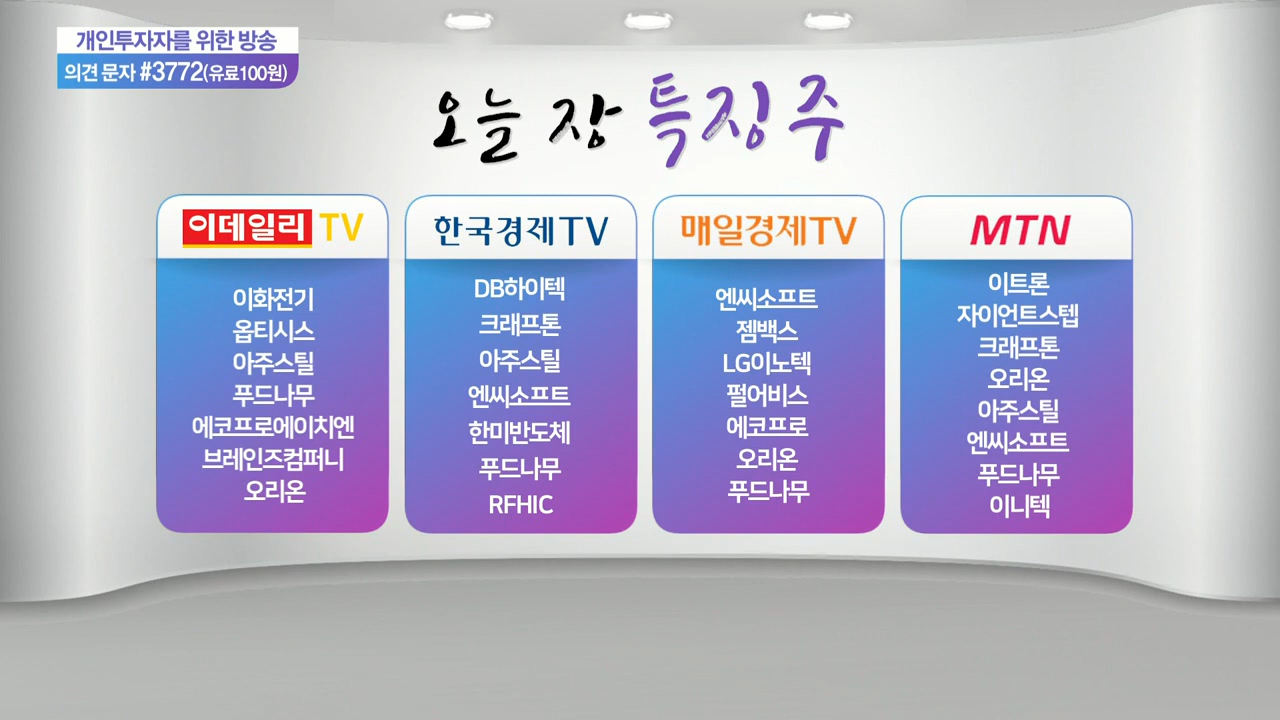 개인투자자를 위한 방송
의견 문자 #3772(유료100원)
오늘 장 특징주
이데일리 TV
이화전기
옵티시스
아주스틸
푸드나무
에코프로에이치엔
브레인즈컴퍼니
오리온
한국경제TV
DB하이텍
크래프톤
아주스틸
엔씨소프트
한미반도체
푸드나무
RFHIC
매일경제TV
엔씨소프트
젬백스
LG이노텍
펄어비스
에코프로
오리온
푸드나무
MTN
이트론
자이언트스텝
크래프톤
오리온
아주스틸
엔씨소프트
푸드나무
이니텍